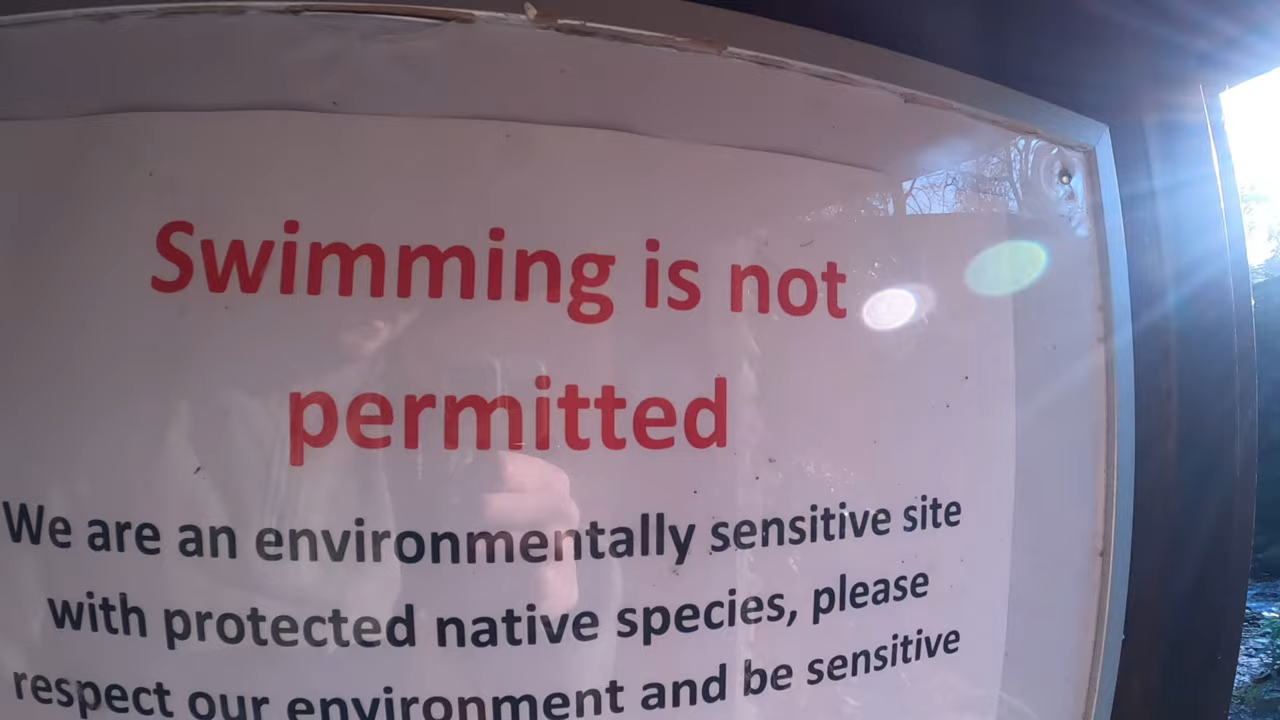 Swimming is not
permitted
We are an environmentally sensitive site
with protected native species, please
respect our environment and be sensitive